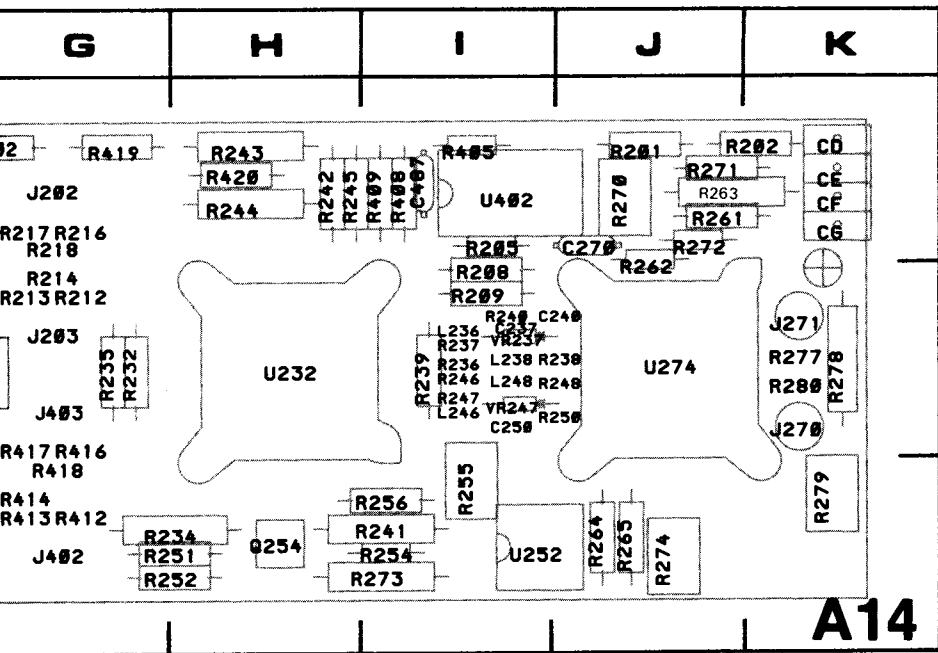 G H I J K
02 R419 R243 R405 R201 R202 CD
R420 R271 CE
J202 R242 R245 R409 R408 C407 U402 R270 R263 CF
R244 R261 CG
R217 R216 R205 C270 R272
R218 R208 R262
R214 R209
R213 R212
J203 R240 C240 J271
L236 C237
R237 VR237
R235 R232 U232 R239 R236 L238 R238 U274 R277 R278
R246 L248 R248 R280
R247
J403 L246 VR247 R250 J270
C250
R417 R416
R418 R255 R279
R414 R256
R413 R412 R241 R264 R265 R274
R234 Q254
J402 R251 R254 U252
R252 R273
A14